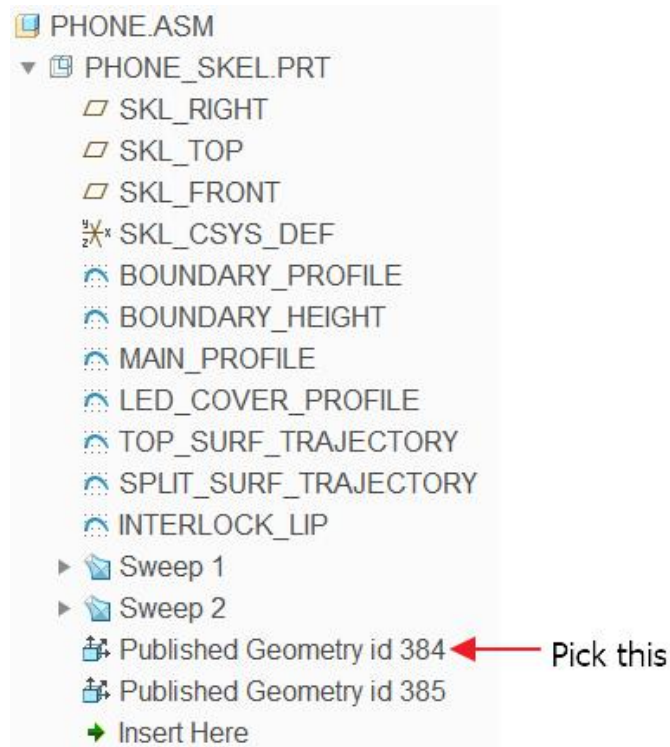 PHONE.ASM
PHONE_SKEL.PRT
SKL_RIGHT
SKL_TOP
SKL_FRONT
SKL_CSYS_DEF
BOUNDARY_PROFILE
BOUNDARY_HEIGHT
MAIN_PROFILE
LED_COVER_PROFILE
TOP_SURF_TRAJECTORY
SPLIT_SURF_TRAJECTORY
INTERLOCK_LIP
Sweep 1
Sweep 2
Published Geometry id 384 Pick this
Published Geometry id 385
Insert Here